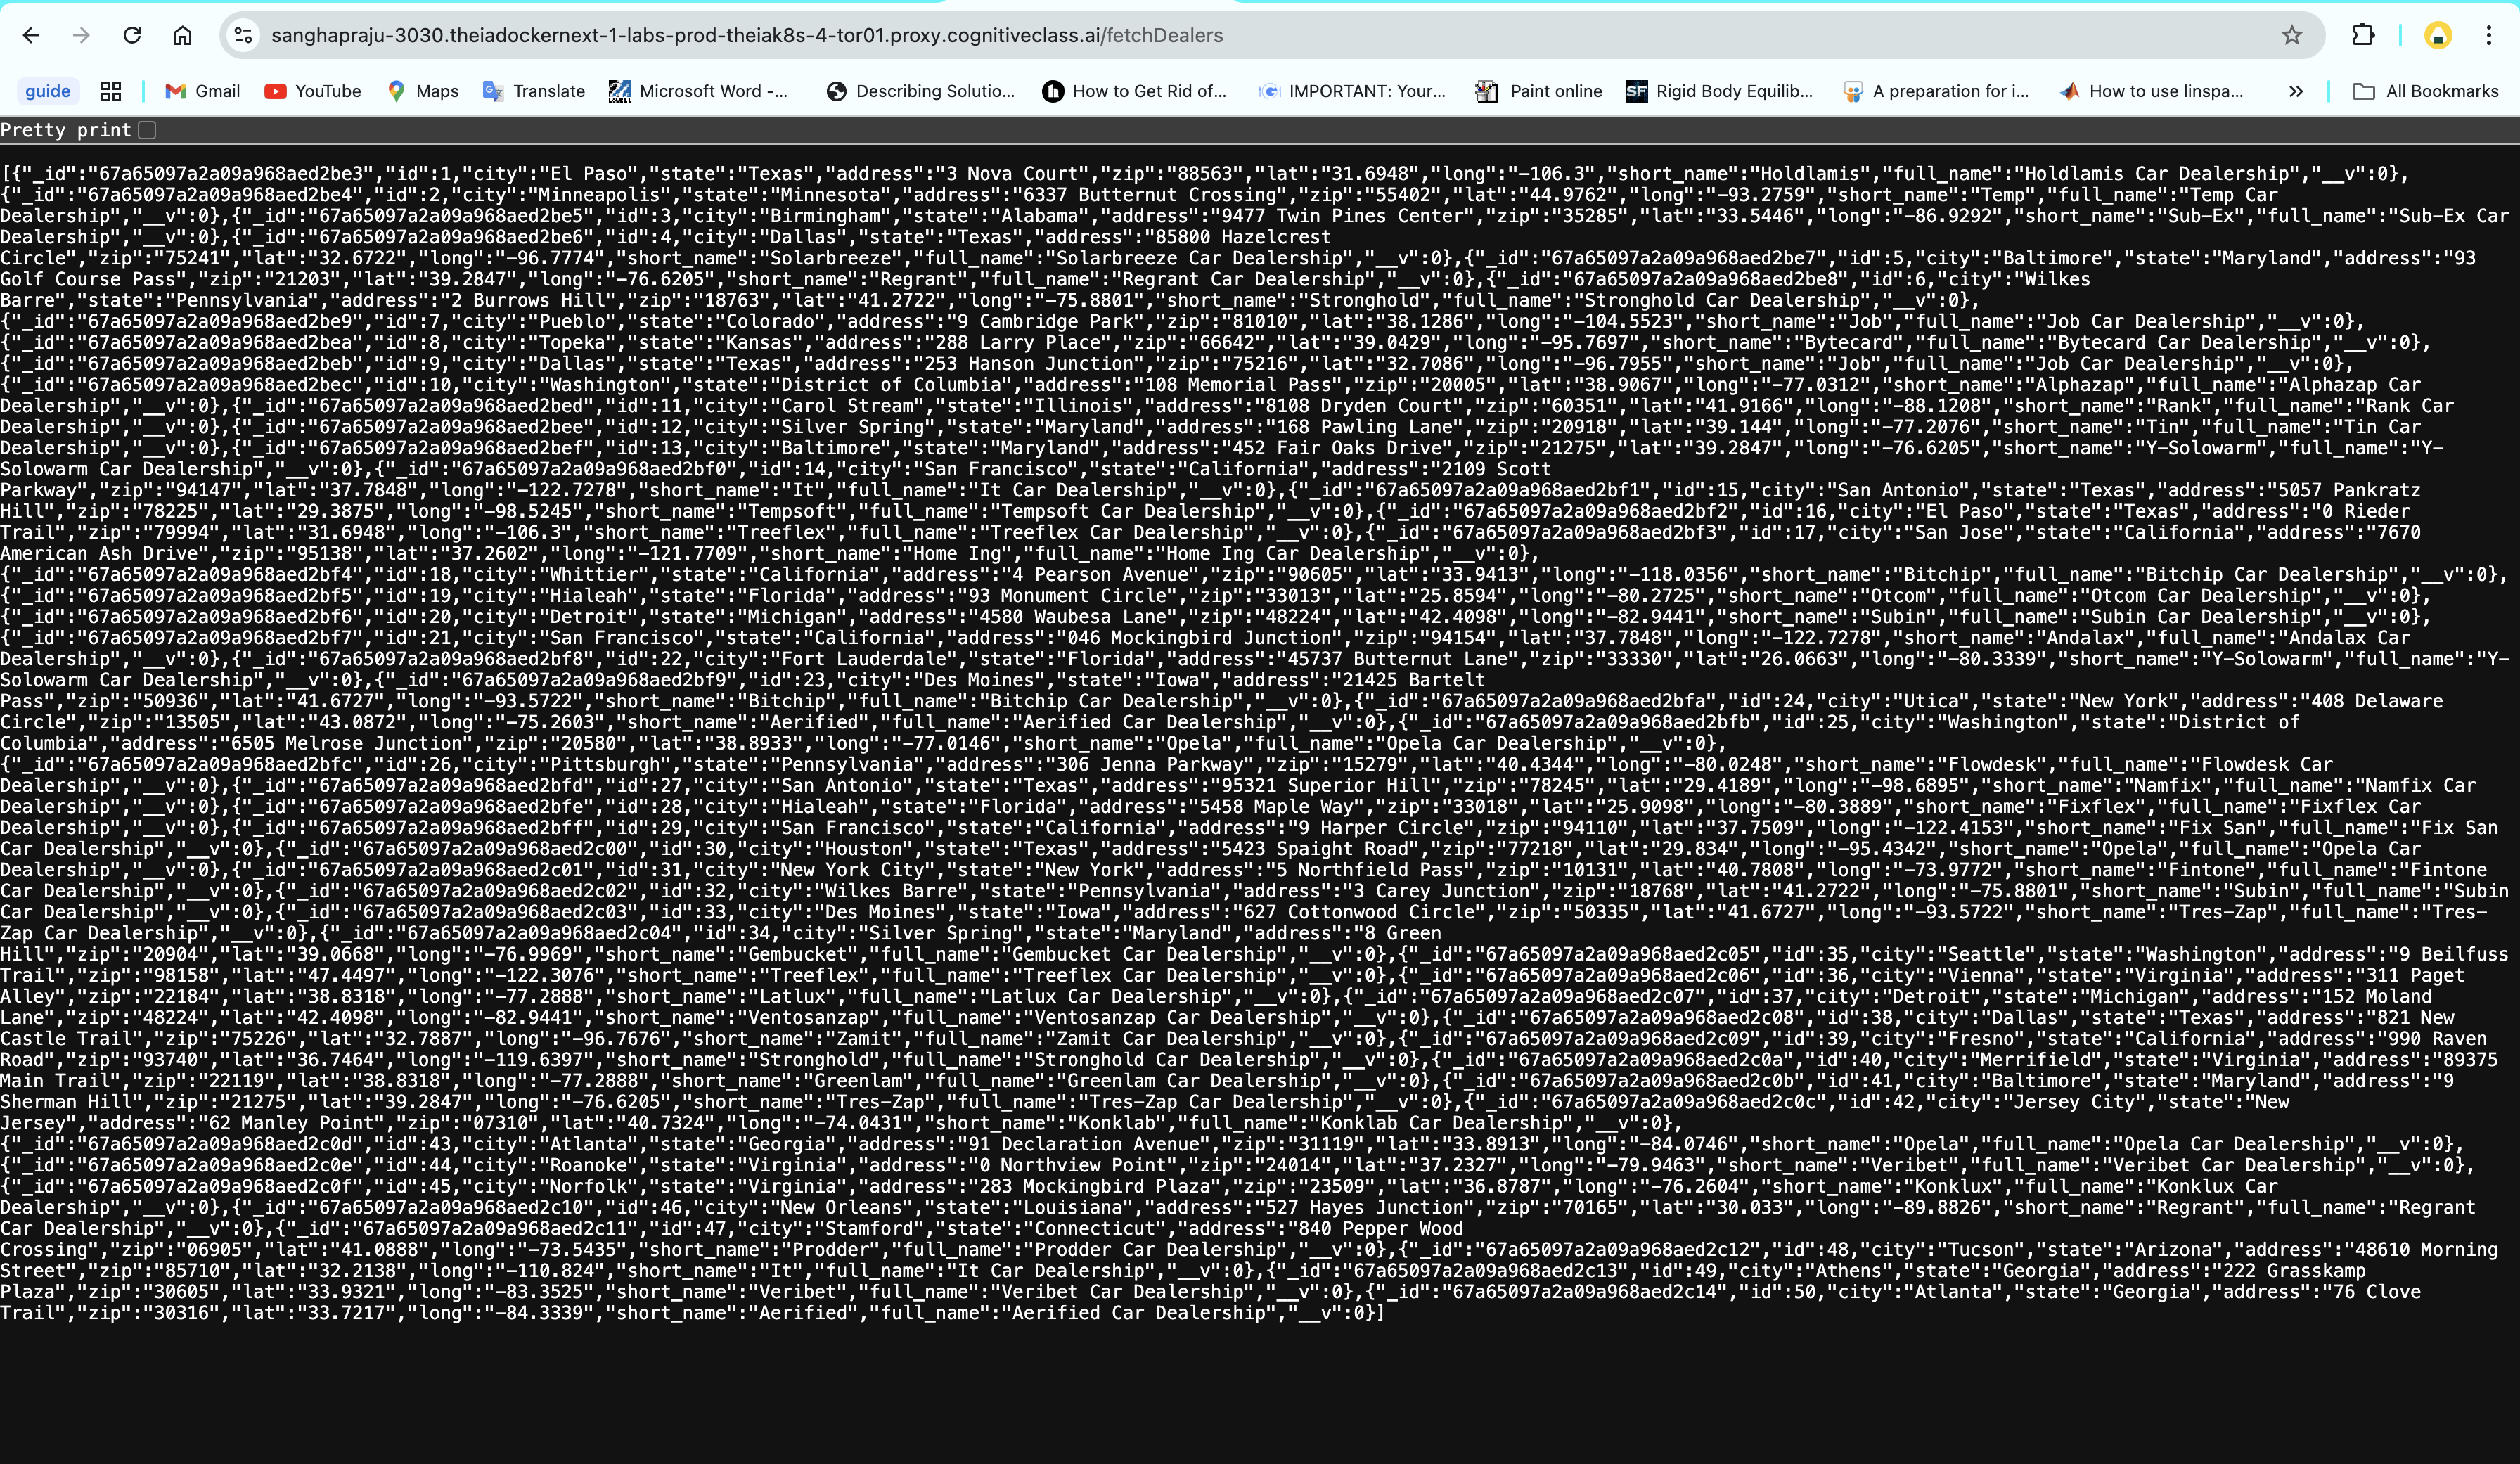 sanghapraju-3030.theiadockernext-1-labs-prod-theiak8s-4-tor01.proxy.cognitiveclass.ai/fetchDealers
guide Gmail YouTube Maps Translate Microsoft Word -... Describing Solutio... How to Get Rid of... IMPORTANT: Your... Paint online Rigid Body Equilib... A preparation for i... How to use linspa... » All Bookmarks
Pretty print
[{"_id":"67a65097a2a09a968aed2be3","id":1,"city":"El Paso","state":"Texas","address":"3 Nova Court","zip":"88563","lat":"31.6948","long":"-106.3","short_name":"Holdlamis","full_name":"Holdlamis Car Dealership","__v":0},
{"_id":"67a65097a2a09a968aed2be4","id":2,"city":"Minneapolis","state":"Minnesota","address":"6337 Butternut Crossing","zip":"55402","lat":"44.9762","long":"-93.2759","short_name":"Temp","full_name":"Temp Car
Dealership","__v":0},{"_id":"67a65097a2a09a968aed2be5","id":3,"city":"Birmingham","state":"Alabama","address":"9477 Twin Pines Center","zip":"35285","lat":"33.5446","long":"-86.9292","short_name":"Sub-Ex","full_name":"Sub-Ex Car
Dealership","__v":0},{"_id":"67a65097a2a09a968aed2be6","id":4,"city":"Dallas","state":"Texas","address":"85800 Hazelcrest
Circle","zip":"75241","lat":"32.6722","long":"-96.7774","short_name":"Solarbreeze","full_name":"Solarbreeze Car Dealership","__v":0},{"_id":"67a65097a2a09a968aed2be7","id":5,"city":"Baltimore","state":"Maryland","address":"93
Golf Course Pass","zip":"21203","lat":"39.2847","long":"-76.6205","short_name":"Regrant","full_name":"Regrant Car Dealership","__v":0},{"_id":"67a65097a2a09a968aed2be8","id":6,"city":"Wilkes
Barre","state":"Pennsylvania","address":"2 Burrows Hill","zip":"18763","lat":"41.2722","long":"-75.8801","short_name":"Stronghold","full_name":"Stronghold Car Dealership","__v":0},
{"_id":"67a65097a2a09a968aed2be9","id":7,"city":"Pueblo","state":"Colorado","address":"9 Cambridge Park","zip":"81010","lat":"38.1286","long":"-104.5523","short_name":"Job","full_name":"Job Car Dealership","__v":0},
{"_id":"67a65097a2a09a968aed2bea","id":8,"city":"Topeka","state":"Kansas","address":"288 Larry Place","zip":"66642","lat":"39.0429","long":"-95.7697","short_name":"Bytecard","full_name":"Bytecard Car Dealership","__v":0},
{"_id":"67a65097a2a09a968aed2beb","id":9,"city":"Dallas","state":"Texas","address":"253 Hanson Junction","zip":"75216","lat":"32.7086","long":"-96.7955","short_name":"Job","full_name":"Job Car Dealership","__v":0},
{"_id":"67a65097a2a09a968aed2bec","id":10,"city":"Washington","state":"District of Columbia","address":"108 Memorial Pass","zip":"20005","lat":"38.9067","long":"-77.0312","short_name":"Alphazap","full_name":"Alphazap Car
Dealership","__v":0},{"_id":"67a65097a2a09a968aed2bed","id":11,"city":"Carol Stream","state":"Illinois","address":"8108 Dryden Court","zip":"60351","lat":"41.9166","long":"-88.1208","short_name":"Rank","full_name":"Rank Car
Dealership","__v":0},{"_id":"67a65097a2a09a968aed2bee","id":12,"city":"Silver Spring","state":"Maryland","address":"168 Pawling Lane","zip":"20918","lat":"39.144","long":"-77.2076","short_name":"Tin","full_name":"Tin Car
Dealership","__v":0},{"_id":"67a65097a2a09a968aed2bef","id":13,"city":"Baltimore","state":"Maryland","address":"452 Fair Oaks Drive","zip":"21275","lat":"39.2847","long":"-76.6205","short_name":"Y-Solowarm","full_name":"Y-
Solowarm Car Dealership","__v":0},{"_id":"67a65097a2a09a968aed2bf0","id":14,"city":"San Francisco","state":"California","address":"2109 Scott
Parkway","zip":"94147","lat":"37.7848","long":"-122.7278","short_name":"It","full_name":"It Car Dealership","__v":0},{"_id":"67a65097a2a09a968aed2bf1","id":15,"city":"San Antonio","state":"Texas","address":"5057 Pankratz
Hill","zip":"78225","lat":"29.3875","long":"-98.5245","short_name":"Tempsoft","full_name":"Tempsoft Car Dealership","__v":0},{"_id":"67a65097a2a09a968aed2bf2","id":16,"city":"El Paso","state":"Texas","address":"0 Rieder
Trail","zip":"79994","lat":"31.6948","long":"-106.3","short_name":"Treeflex","full_name":"Treeflex Car Dealership","__v":0},{"_id":"67a65097a2a09a968aed2bf3","id":17,"city":"San Jose","state":"California","address":"7670
American Ash Drive","zip":"95138","lat":"37.2602","long":"-121.7709","short_name":"Home Ing","full_name":"Home Ing Car Dealership","__v":0},
{"_id":"67a65097a2a09a968aed2bf4","id":18,"city":"Whittier","state":"California","address":"4 Pearson Avenue","zip":"90605","lat":"33.9413","long":"-118.0356","short_name":"Bitchip","full_name":"Bitchip Car Dealership","__v":0},
{"_id":"67a65097a2a09a968aed2bf5","id":19,"city":"Hialeah","state":"Florida","address":"93 Monument Circle","zip":"33013","lat":"25.8594","long":"-80.2725","short_name":"Otcom","full_name":"Otcom Car Dealership","__v":0},
{"_id":"67a65097a2a09a968aed2bf6","id":20,"city":"Detroit","state":"Michigan","address":"4580 Waubesa Lane","zip":"48224","lat":"42.4098","long":"-82.9441","short_name":"Subin","full_name":"Subin Car Dealership","__v":0},
{"_id":"67a65097a2a09a968aed2bf7","id":21,"city":"San Francisco","state":"California","address":"046 Mockingbird Junction","zip":"94154","lat":"37.7848","long":"-122.7278","short_name":"Andalax","full_name":"Andalax Car
Dealership","__v":0},{"_id":"67a65097a2a09a968aed2bf8","id":22,"city":"Fort Lauderdale","state":"Florida","address":"45737 Butternut Lane","zip":"33330","lat":"26.0663","long":"-80.3339","short_name":"Y-Solowarm","full_name":"Y-
Solowarm Car Dealership","__v":0},{"_id":"67a65097a2a09a968aed2bf9","id":23,"city":"Des Moines","state":"Iowa","address":"21425 Bartelt
Pass","zip":"50936","lat":"41.6727","long":"-93.5722","short_name":"Bitchip","full_name":"Bitchip Car Dealership","__v":0},{"_id":"67a65097a2a09a968aed2bfa","id":24,"city":"Utica","state":"New York","address":"408 Delaware
Circle","zip":"13505","lat":"43.0872","long":"-75.2603","short_name":"Aerified","full_name":"Aerified Car Dealership","__v":0},{"_id":"67a65097a2a09a968aed2bfb","id":25,"city":"Washington","state":"District of
Columbia","address":"6505 Melrose Junction","zip":"20580","lat":"38.8933","long":"-77.0146","short_name":"Opela","full_name":"Opela Car Dealership","__v":0},
{"_id":"67a65097a2a09a968aed2bfc","id":26,"city":"Pittsburgh","state":"Pennsylvania","address":"306 Jenna Parkway","zip":"15279","lat":"40.4344","long":"-80.0248","short_name":"Flowdesk","full_name":"Flowdesk Car
Dealership","__v":0},{"_id":"67a65097a2a09a968aed2bfd","id":27,"city":"San Antonio","state":"Texas","address":"95321 Superior Hill","zip":"78245","lat":"29.4189","long":"-98.6895","short_name":"Namfix","full_name":"Namfix Car
Dealership","__v":0},{"_id":"67a65097a2a09a968aed2bfe","id":28,"city":"Hialeah","state":"Florida","address":"5458 Maple Way","zip":"33018","lat":"25.9098","long":"-80.3889","short_name":"Fixflex","full_name":"Fixflex Car
Dealership","__v":0},{"_id":"67a65097a2a09a968aed2bff","id":29,"city":"San Francisco","state":"California","address":"9 Harper Circle","zip":"94110","lat":"37.7509","long":"-122.4153","short_name":"Fix San","full_name":"Fix San
Car Dealership","__v":0},{"_id":"67a65097a2a09a968aed2c00","id":30,"city":"Houston","state":"Texas","address":"5423 Spaight Road","zip":"77218","lat":"29.834","long":"-95.4342","short_name":"Opela","full_name":"Opela Car
Dealership","__v":0},{"_id":"67a65097a2a09a968aed2c01","id":31,"city":"New York City","state":"New York","address":"5 Northfield Pass","zip":"10131","lat":"40.7808","long":"-73.9772","short_name":"Fintone","full_name":"Fintone
Car Dealership","__v":0},{"_id":"67a65097a2a09a968aed2c02","id":32,"city":"Wilkes Barre","state":"Pennsylvania","address":"3 Carey Junction","zip":"18768","lat":"41.2722","long":"-75.8801","short_name":"Subin","full_name":"Subin
Car Dealership","__v":0},{"_id":"67a65097a2a09a968aed2c03","id":33,"city":"Des Moines","state":"Iowa","address":"627 Cottonwood Circle","zip":"50335","lat":"41.6727","long":"-93.5722","short_name":"Tres-Zap","full_name":"Tres-
Zap Car Dealership","__v":0},{"_id":"67a65097a2a09a968aed2c04","id":34,"city":"Silver Spring","state":"Maryland","address":"8 Green
Hill","zip":"20904","lat":"39.0668","long":"-76.9969","short_name":"Gembucket","full_name":"Gembucket Car Dealership","__v":0},{"_id":"67a65097a2a09a968aed2c05","id":35,"city":"Seattle","state":"Washington","address":"9 Beilfuss
Trail","zip":"98158","lat":"47.4497","long":"-122.3076","short_name":"Treeflex","full_name":"Treeflex Car Dealership","__v":0},{"_id":"67a65097a2a09a968aed2c06","id":36,"city":"Vienna","state":"Virginia","address":"311 Paget
Alley","zip":"22184","lat":"38.8318","long":"-77.2888","short_name":"Latlux","full_name":"Latlux Car Dealership","__v":0},{"_id":"67a65097a2a09a968aed2c07","id":37,"city":"Detroit","state":"Michigan","address":"152 Moland
Lane","zip":"48224","lat":"42.4098","long":"-82.9441","short_name":"Ventosanzap","full_name":"Ventosanzap Car Dealership","__v":0},{"_id":"67a65097a2a09a968aed2c08","id":38,"city":"Dallas","state":"Texas","address":"821 New
Castle Trail","zip":"75226","lat":"32.7887","long":"-96.7676","short_name":"Zamit","full_name":"Zamit Car Dealership","__v":0},{"_id":"67a65097a2a09a968aed2c09","id":39,"city":"Fresno","state":"California","address":"990 Raven
Road","zip":"93740","lat":"36.7464","long":"-119.6397","short_name":"Stronghold","full_name":"Stronghold Car Dealership","__v":0},{"_id":"67a65097a2a09a968aed2c0a","id":40,"city":"Merrifield","state":"Virginia","address":"89375
Main Trail","zip":"22119","lat":"38.8318","long":"-77.2888","short_name":"Greenlam","full_name":"Greenlam Car Dealership","__v":0},{"_id":"67a65097a2a09a968aed2c0b","id":41,"city":"Baltimore","state":"Maryland","address":"9
Sherman Hill","zip":"21275","lat":"39.2847","long":"-76.6205","short_name":"Tres-Zap","full_name":"Tres-Zap Car Dealership","__v":0},{"_id":"67a65097a2a09a968aed2c0c","id":42,"city":"Jersey City","state":"New
Jersey","address":"62 Manley Point","zip":"07310","lat":"40.7324","long":"-74.0431","short_name":"Konklab","full_name":"Konklab Car Dealership","__v":0},
{"_id":"67a65097a2a09a968aed2c0d","id":43,"city":"Atlanta","state":"Georgia","address":"91 Declaration Avenue","zip":"31119","lat":"33.8913","long":"-84.0746","short_name":"Opela","full_name":"Opela Car Dealership","__v":0},
{"_id":"67a65097a2a09a968aed2c0e","id":44,"city":"Roanoke","state":"Virginia","address":"0 Northview Point","zip":"24014","lat":"37.2327","long":"-79.9463","short_name":"Veribet","full_name":"Veribet Car Dealership","__v":0},
{"_id":"67a65097a2a09a968aed2c0f","id":45,"city":"Norfolk","state":"Virginia","address":"283 Mockingbird Plaza","zip":"23509","lat":"36.8787","long":"-76.2604","short_name":"Konklux","full_name":"Konklux Car
Dealership","__v":0},{"_id":"67a65097a2a09a968aed2c10","id":46,"city":"New Orleans","state":"Louisiana","address":"527 Hayes Junction","zip":"70165","lat":"30.033","long":"-89.8826","short_name":"Regrant","full_name":"Regrant
Car Dealership","__v":0},{"_id":"67a65097a2a09a968aed2c11","id":47,"city":"Stamford","state":"Connecticut","address":"840 Pepper Wood
Crossing","zip":"06905","lat":"41.0888","long":"-73.5435","short_name":"Prodder","full_name":"Prodder Car Dealership","__v":0},{"_id":"67a65097a2a09a968aed2c12","id":48,"city":"Tucson","state":"Arizona","address":"48610 Morning
Street","zip":"85710","lat":"32.2138","long":"-110.824","short_name":"It","full_name":"It Car Dealership","__v":0},{"_id":"67a65097a2a09a968aed2c13","id":49,"city":"Athens","state":"Georgia","address":"222 Grasskamp
Plaza","zip":"30605","lat":"33.9321","long":"-83.3525","short_name":"Veribet","full_name":"Veribet Car Dealership","__v":0},{"_id":"67a65097a2a09a968aed2c14","id":50,"city":"Atlanta","state":"Georgia","address":"76 Clove
Trail","zip":"30316","lat":"33.7217","long":"-84.3339","short_name":"Aerified","full_name":"Aerified Car Dealership","__v":0}]